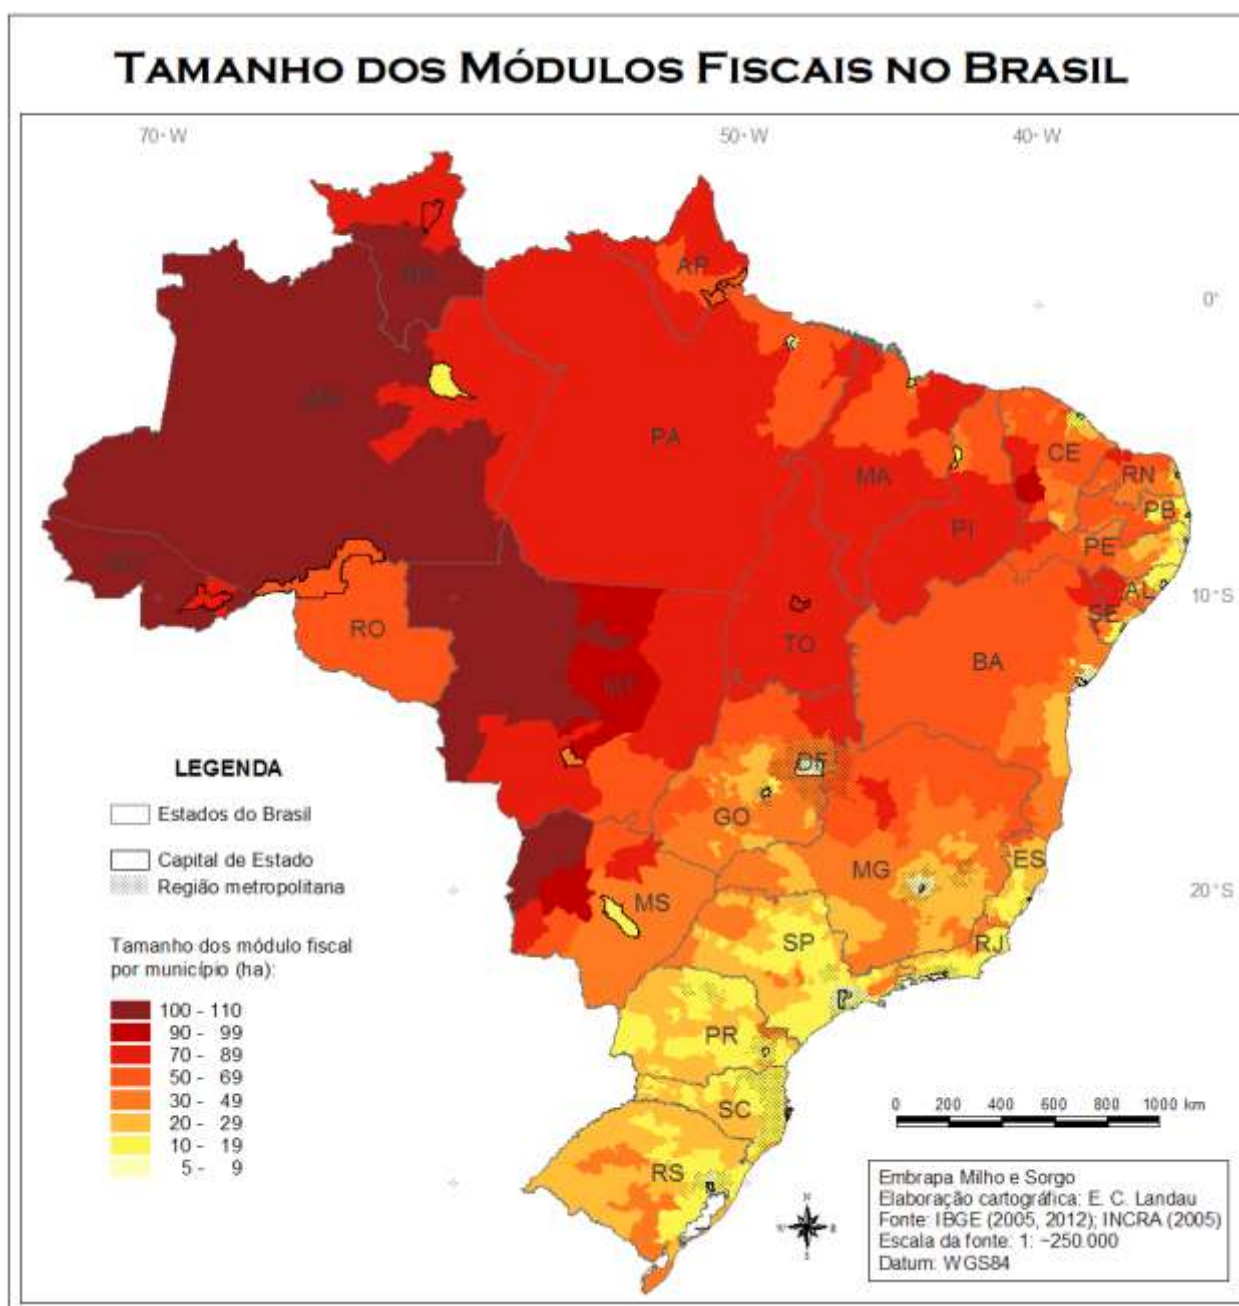 TAMANHO DOS MÓDULOS FISCAIS NO BRASIL
70° W
50° W
40° W
0°
10°S
20°S
RR
AP
AM
PA
MA
CE
RN
PB
PI
PE
AL
SE
AC
RO
TO
BA
MT
DF
GO
MG
ES
MS
SP
RJ
PR
SC
RS
LEGENDA
Estados do Brasil
Capital de Estado
Região metropolitana
Tamanho dos módulo fiscal
por município (ha):
100 - 110
90 - 99
70 - 89
50 - 69
30 - 49
20 - 29
10 - 19
5 - 9
0 200 400 600 800 1000 km
N
W
E
S
Embrapa Milho e Sorgo
Elaboração cartográfica: E. C. Landau
Fonte: IBGE (2005, 2012); INCRA (2005)
Escala da fonte: 1: ~250.000
Datum: WGS84